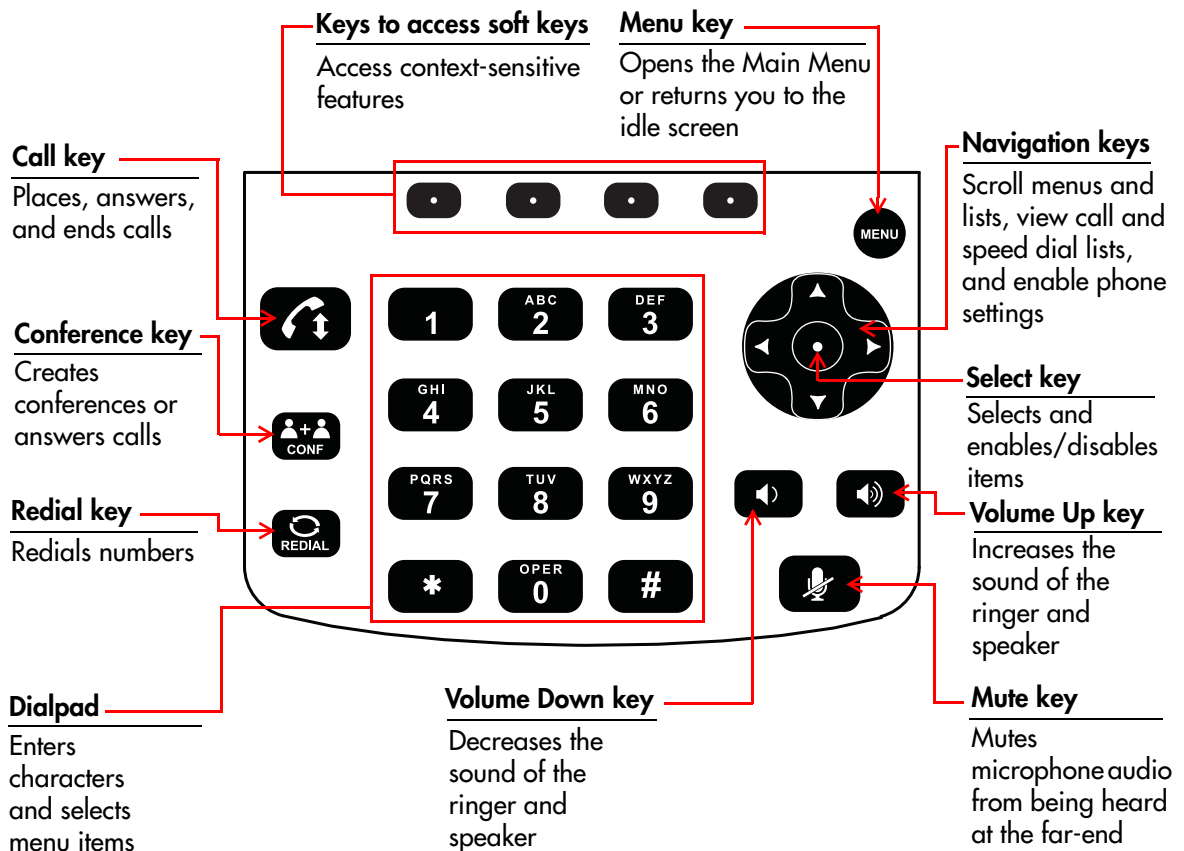 Keys to access soft keys
Access context-sensitive
features
Menu key
Opens the Main Menu
or returns you to the
idle screen
Call key
Places, answers,
and ends calls
Navigation keys
Scroll menus and
lists, view call and
speed dial lists,
and enable phone
settings
Conference key
Creates
conferences or
answers calls
Select key
Selects and
enables/disables
items
Redial key
Redials numbers
Volume Up key
Increases the
sound of the
ringer and
speaker
Dialpad
Enters
characters
and selects
menu items
Volume Down key
Decreases the
sound of the
ringer and
speaker
Mute key
Mutes
microphone audio
from being heard
at the far-end
MENU
1
ABC
2
DEF
3
GHI
4
JKL
5
MNO
6
CONF
PQRS
7
TUV
8
WXYZ
9
REDIAL
*
OPER
0
#